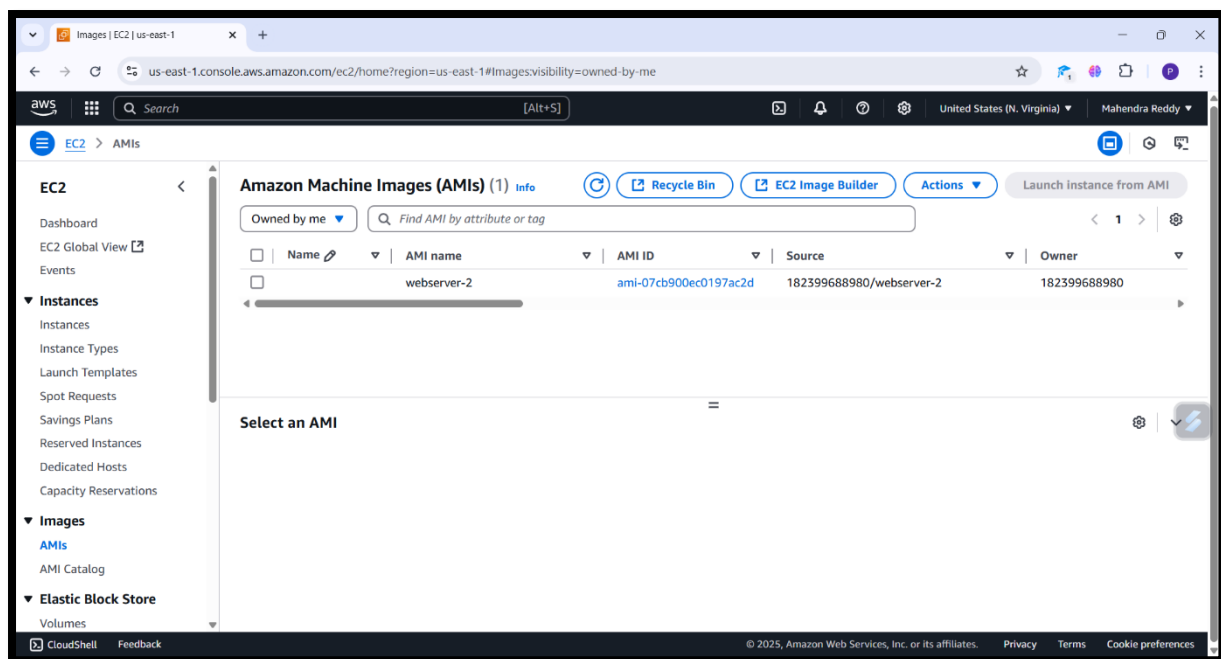 Images | EC2 | us-east-1
us-east-1.console.aws.amazon.com/ec2/home?region=us-east-1#Images:visibility=owned-by-me
P
aws Search [Alt+S] United States (N. Virginia) Mahendra Reddy
EC2 > AMIs
EC2
Dashboard
EC2 Global View
Events
Instances
Instances
Instance Types
Launch Templates
Spot Requests
Savings Plans
Reserved Instances
Dedicated Hosts
Capacity Reservations
Images
AMIs
AMI Catalog
Elastic Block Store
Volumes
Amazon Machine Images (AMIs) (1) Info Recycle Bin EC2 Image Builder Actions Launch instance from AMI
Owned by me Find AMI by attribute or tag 1
Name AMI name AMI ID Source Owner
webserver-2 ami-07cb900ec0197ac2d 182399688980/webserver-2 182399688980
Select an AMI
CloudShell Feedback © 2025, Amazon Web Services, Inc. or its affiliates. Privacy Terms Cookie preferences